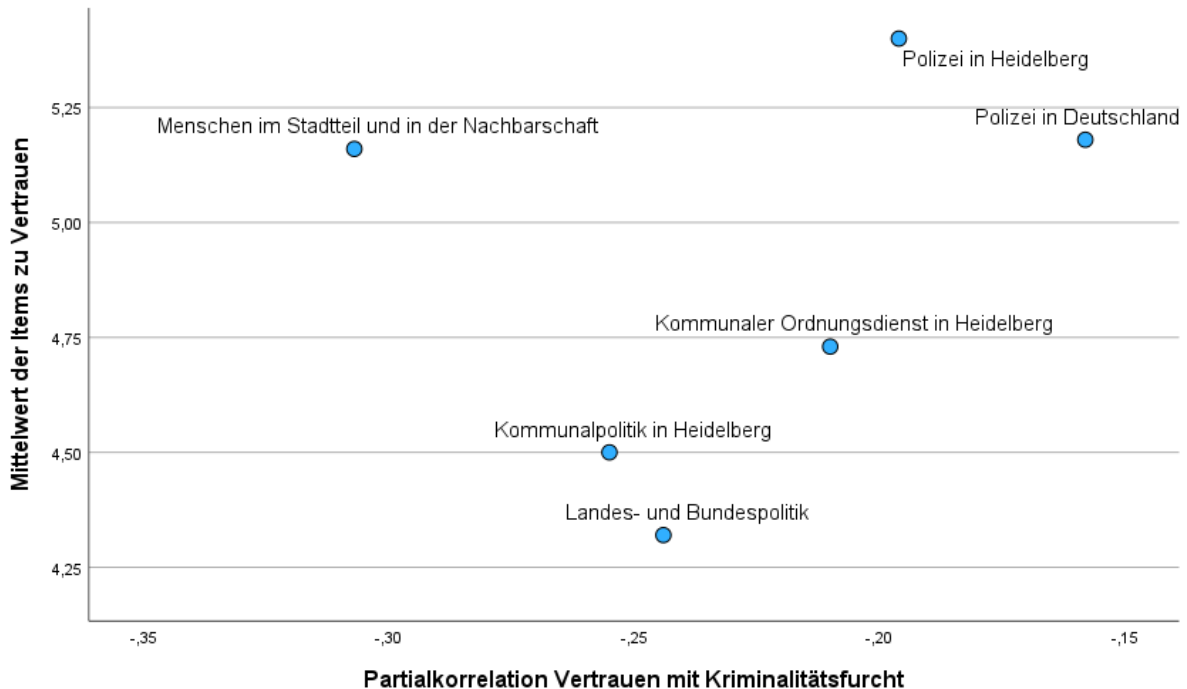 Polizei in Heidelberg
5,25
Polizei in Deutschland
Menschen im Stadtteil und in der Nachbarschaft
Mittelwert der Items zu Vertrauen
5,00
Kommunaler Ordnungsdienst in Heidelberg
4,75
Kommunalpolitik in Heidelberg
4,50
Landes- und Bundespolitik
4,25
-,35 -,30 -,25 -,20 -,15
Partialkorrelation Vertrauen mit Kriminalitätsfurcht